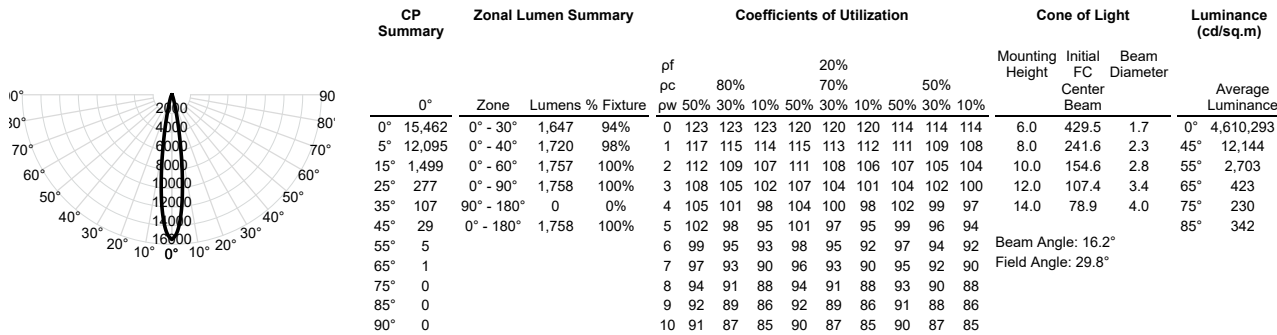 CP Summary Zonal Lumen Summary Coefficients of Utilization Cone of Light Luminance (cd/sq.m)
ρf 20%
ρc 80% 70% 50%
0° Zone Lumens % Fixture ρw 50% 30% 10% 50% 30% 10% 50% 30% 10% Mounting Height Initial FC Center Beam Beam Diameter Average Luminance
0° 15,462 0° - 30° 1,647 94% 0 123 123 123 120 120 120 114 114 114 6.0 429.5 1.7 0° 4,610,293
5° 12,095 0° - 40° 1,720 98% 1 117 115 114 115 113 112 111 109 108 8.0 241.6 2.3 45° 12,144
15° 1,499 0° - 60° 1,757 100% 2 112 109 107 111 108 106 107 105 104 10.0 154.6 2.8 55° 2,703
25° 277 0° - 90° 1,758 100% 3 108 105 102 107 104 101 104 102 100 12.0 107.4 3.4 65° 423
35° 107 90° - 180° 0 0% 4 105 101 98 104 100 98 102 99 97 14.0 78.9 4.0 75° 230
45° 29 0° - 180° 1,758 100% 5 102 98 95 101 97 95 99 96 94 85° 342
55° 5 6 99 95 93 98 95 92 97 94 92 Beam Angle: 16.2°
65° 1 7 97 93 90 96 93 90 95 92 90 Field Angle: 29.8°
75° 0 8 94 91 88 94 91 88 93 90 88
85° 0 9 92 89 86 92 89 86 91 88 86
90° 0 10 91 87 85 90 87 85 90 87 85
2000
4000
6000
8000
10000
12000
14000
16000
0° 90
80°
70° 70°
60° 60°
50° 50°
40° 40°
30° 20° 10° 0° 10° 20° 30°